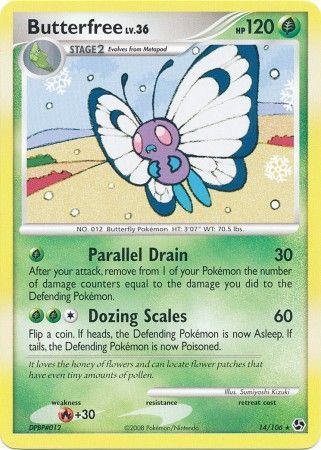 Butterfree LV.36 HP 120
STAGE2 Evolves from Metapod
NO. 012 Butterfly Pokémon. HT: 3'07" WT: 70.5 lbs.
Parallel Drain 30
After your attack, remove from 1 of your Pokémon the number
of damage counters equal to the damage you did to the
Defending Pokémon.
Dozing Scales 60
Flip a coin. If heads, the Defending Pokémon is now Asleep. If
tails, the Defending Pokémon is now Poisoned.
It loves the honey of flowers and can locate flower patches that
have even tiny amounts of pollen.
Illus. Sumiyoshi Kizuki
weakness resistance retreat cost
+30
DPBP#012 ©2008 Pokémon/Nintendo 14/106 ★